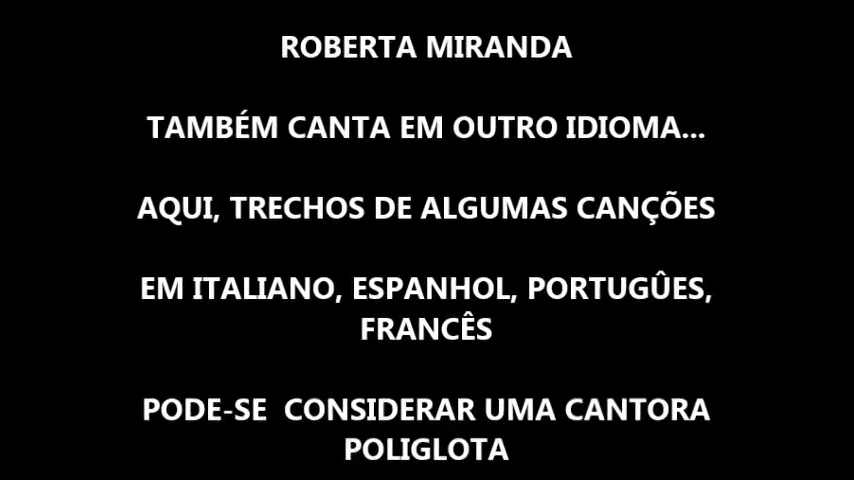 ROBERTA MIRANDA
TAMBÉM CANTA EM OUTRO IDIOMA...
AQUI, TRECHOS DE ALGUMAS CANÇÕES
EM ITALIANO, ESPANHOL, PORTUGÛES,
FRANCÊS
PODE-SE  CONSIDERAR UMA CANTORA
POLIGLOTA